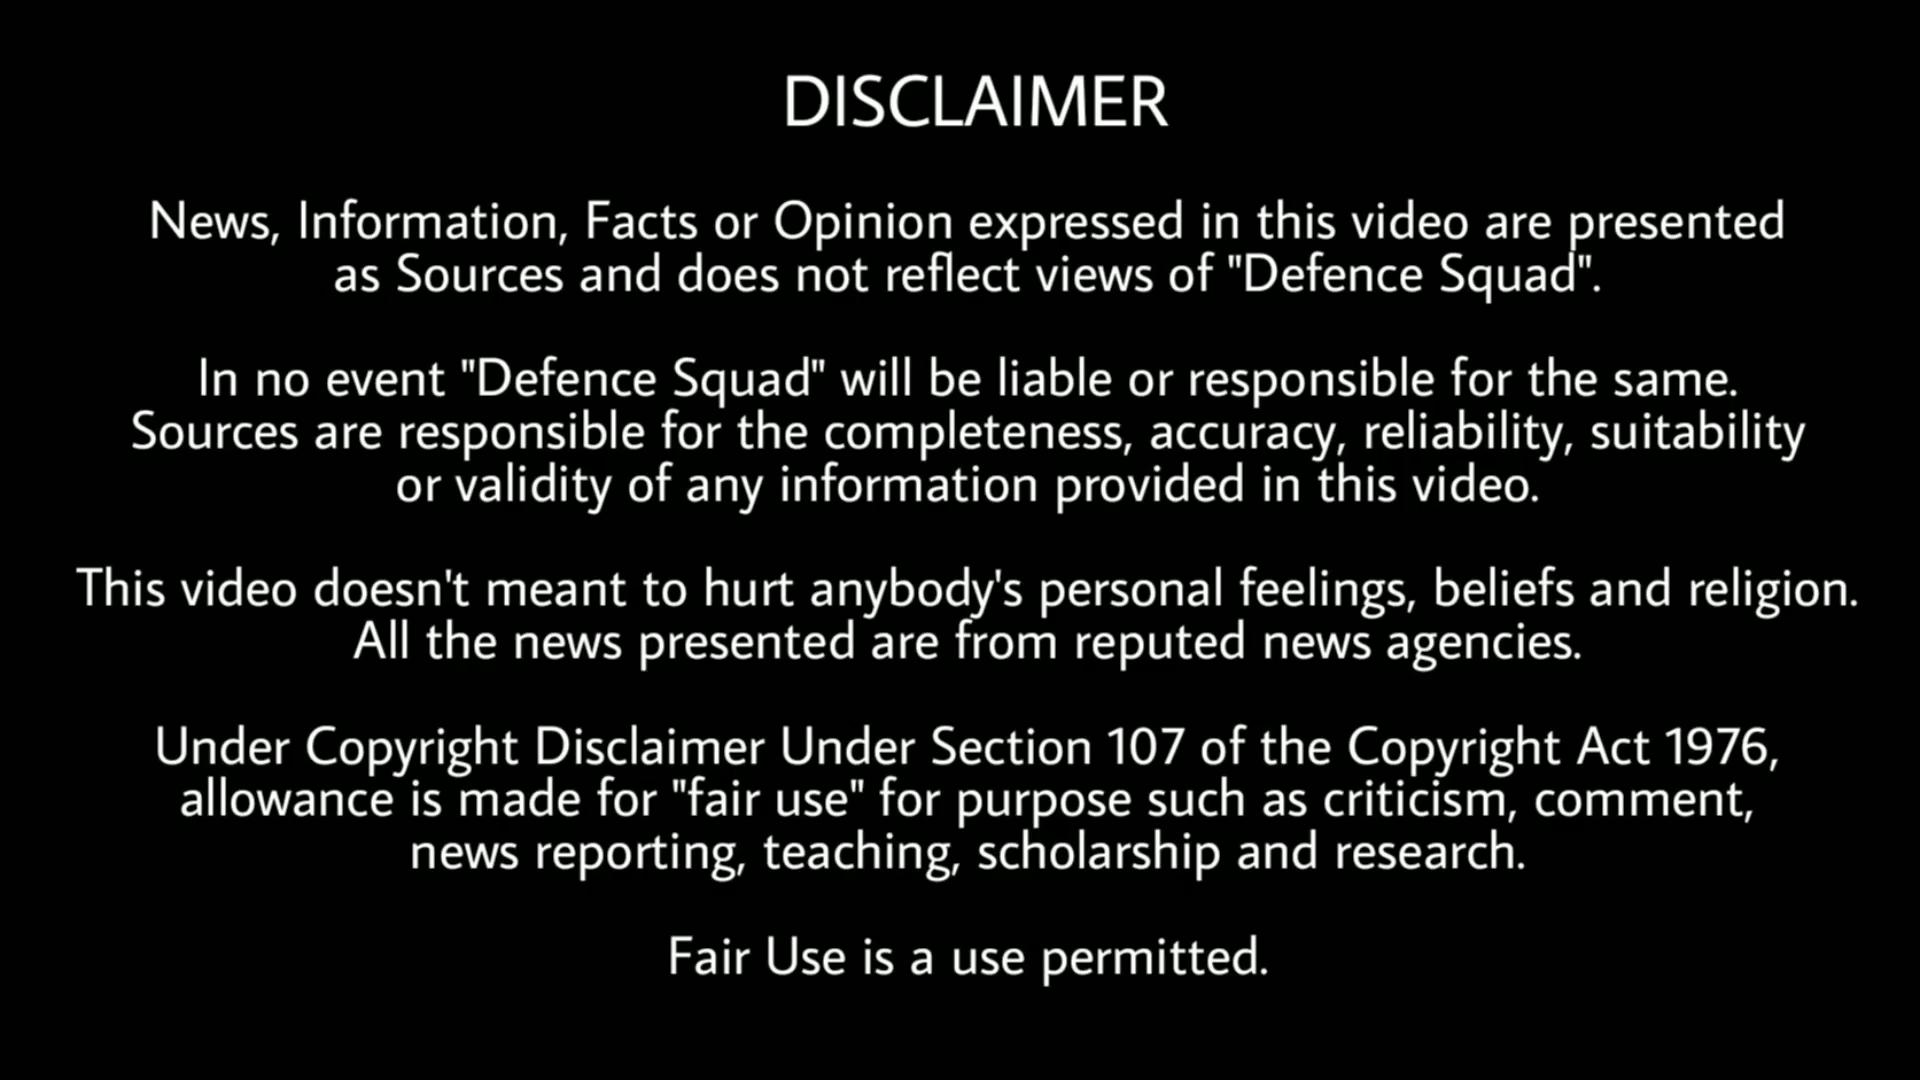 DISCLAIMER
News, Information, Facts or Opinion expressed in this video are presented
as Sources and does not reflect views of "Defence Squad".
In no event "Defence Squad" will be liable or responsible for the same.
Sources are responsible for the completeness, accuracy, reliability, suitability
or validity of any information provided in this video.
This video doesn't meant to hurt anybody's personal feelings, beliefs and religion.
All the news presented are from reputed news agencies.
Under Copyright Disclaimer Under Section 107 of the Copyright Act 1976,
allowance is made for "fair use" for purpose such as criticism, comment,
news reporting, teaching, scholarship and research.
Fair Use is a use permitted.